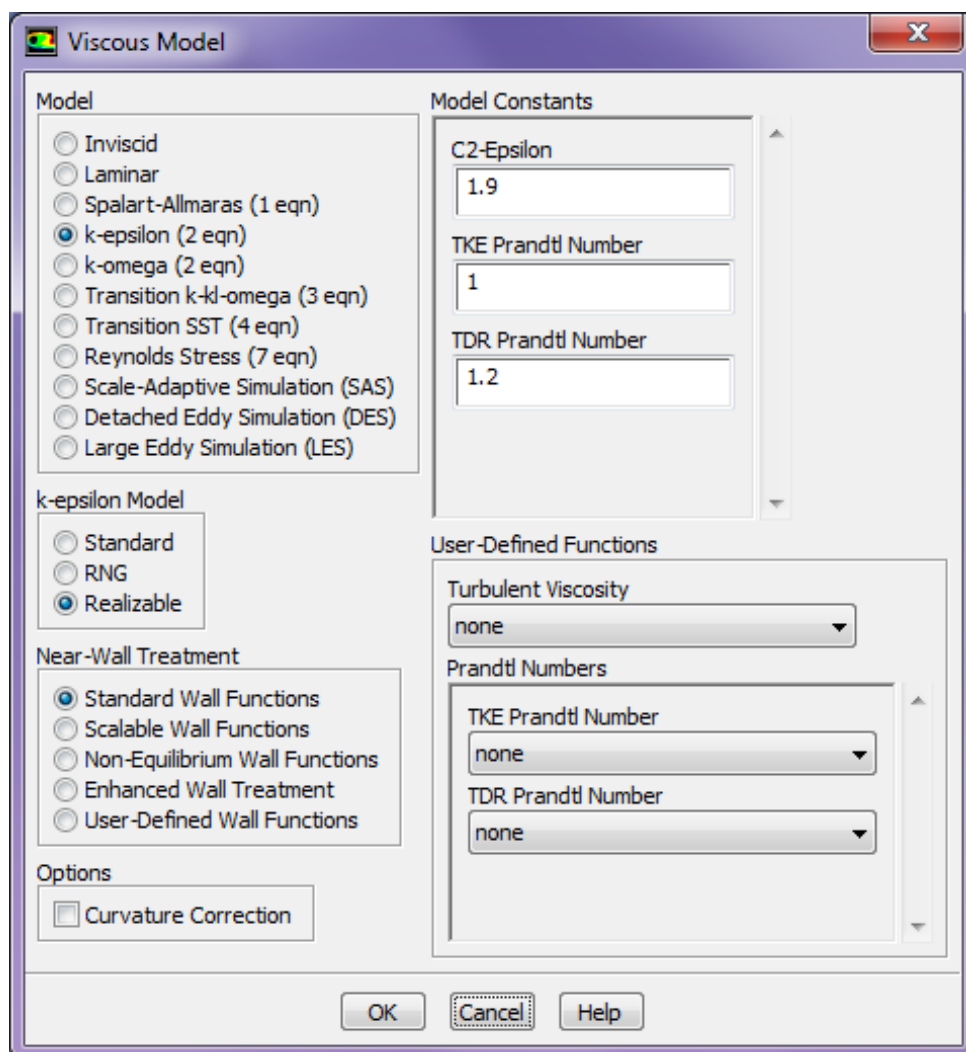 Viscous Model
Model
Inviscid
Laminar
Spalart-Allmaras (1 eqn)
k-epsilon (2 eqn)
k-omega (2 eqn)
Transition k-kl-omega (3 eqn)
Transition SST (4 eqn)
Reynolds Stress (7 eqn)
Scale-Adaptive Simulation (SAS)
Detached Eddy Simulation (DES)
Large Eddy Simulation (LES)
k-epsilon Model
Standard
RNG
Realizable
Near-Wall Treatment
Standard Wall Functions
Scalable Wall Functions
Non-Equilibrium Wall Functions
Enhanced Wall Treatment
User-Defined Wall Functions
Options
Curvature Correction
Model Constants
C2-Epsilon
1.9
TKE Prandtl Number
1
TDR Prandtl Number
1.2
User-Defined Functions
Turbulent Viscosity
none
Prandtl Numbers
TKE Prandtl Number
none
TDR Prandtl Number
none
OK
Cancel
Help